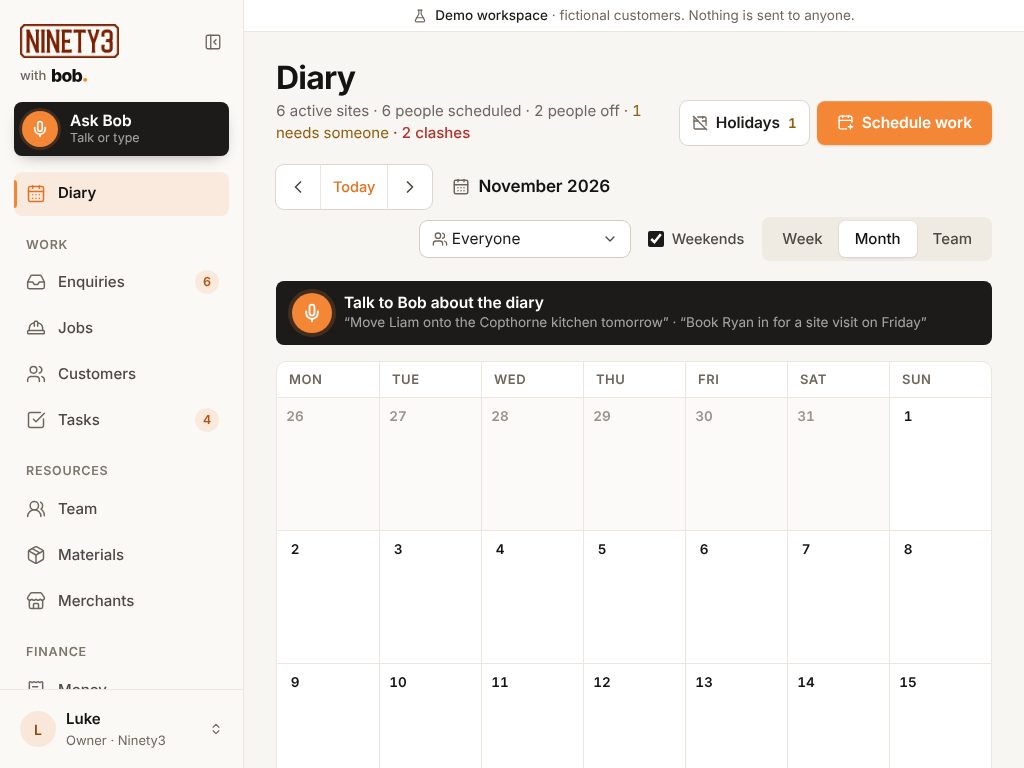 NINETY3
with bob.
Ask Bob
Talk or type
Diary
WORK
Enquiries 6
Jobs
Customers
Tasks 4
RESOURCES
Team
Materials
Merchants
FINANCE
Money
L
Luke
Owner · Ninety3
Demo workspace · fictional customers. Nothing is sent to anyone.
Diary
6 active sites · 6 people scheduled · 2 people off · 1
needs someone · 2 clashes
Holidays 1
Schedule work
Today
November 2026
Everyone
Weekends
Week Month Team
Talk to Bob about the diary
“Move Liam onto the Copthorne kitchen tomorrow” · “Book Ryan in for a site visit on Friday”
MON TUE WED THU FRI SAT SUN
26 27 28 29 30 31 1
2 3 4 5 6 7 8
9 10 11 12 13 14 15